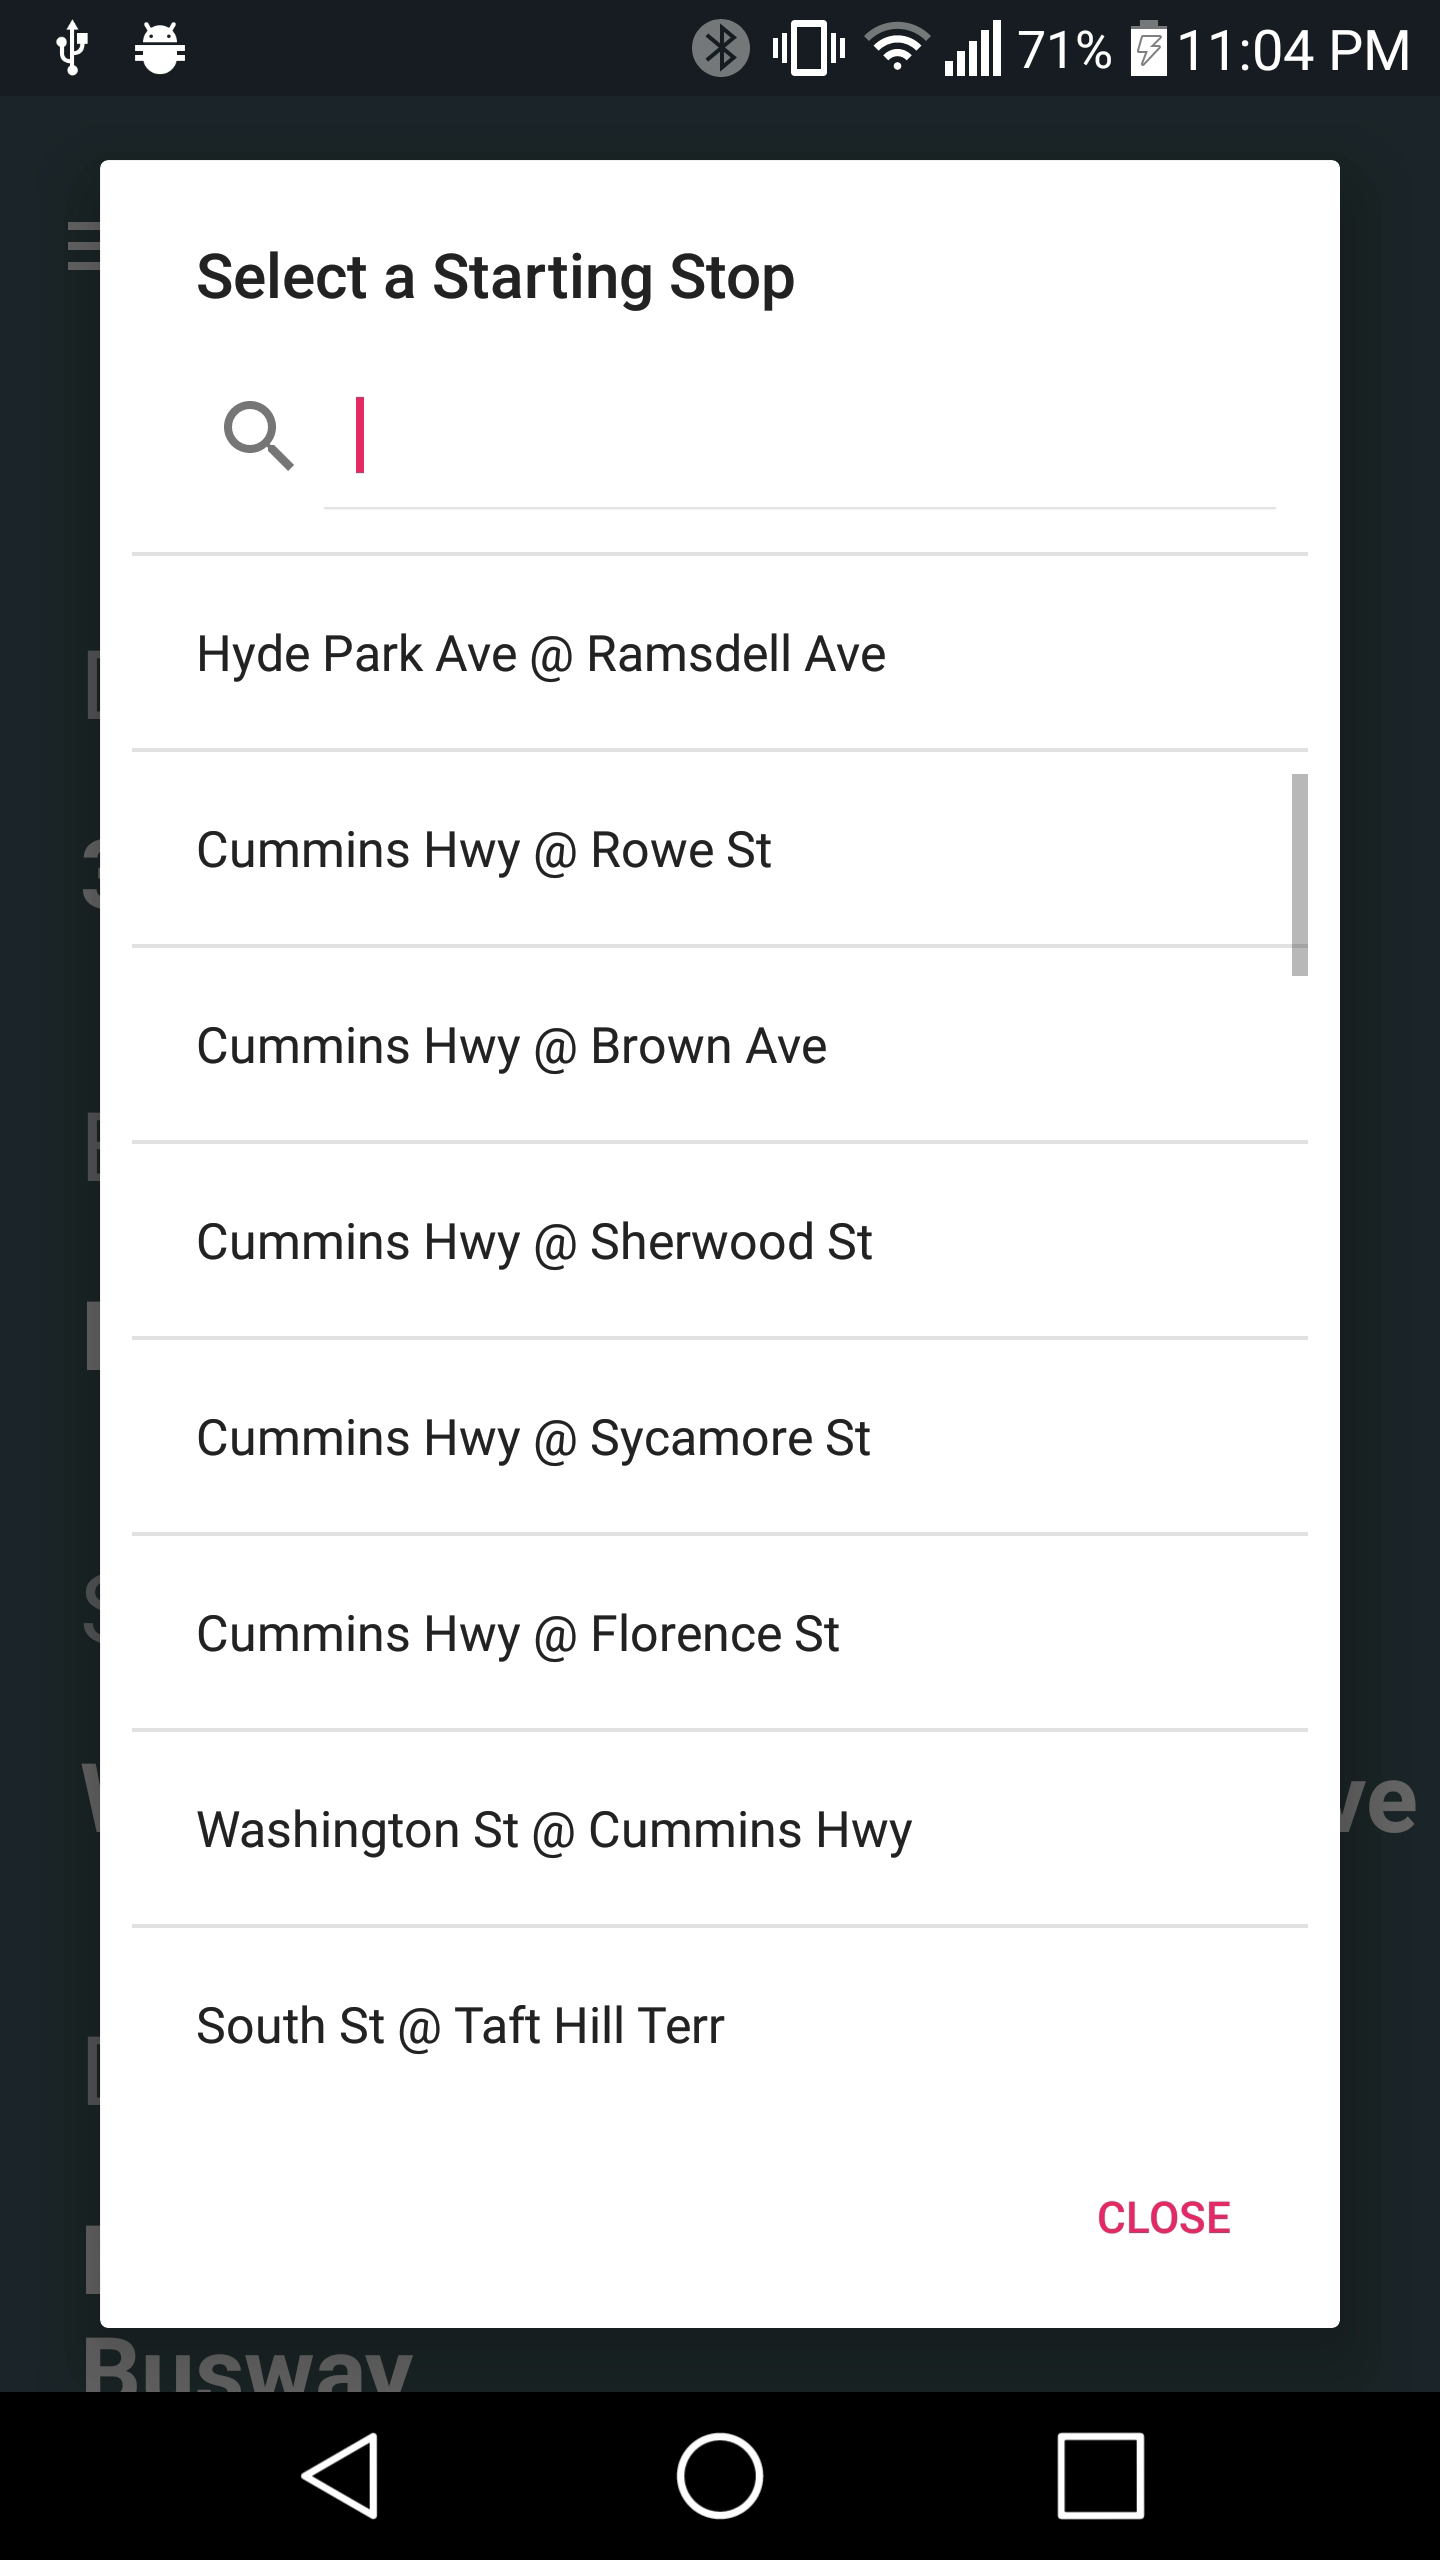 71% 11:04 PM
Select a Starting Stop
Hyde Park Ave @ Ramsdell Ave
Cummins Hwy @ Rowe St
Cummins Hwy @ Brown Ave
Cummins Hwy @ Sherwood St
Cummins Hwy @ Sycamore St
Cummins Hwy @ Florence St
Washington St @ Cummins Hwy
South St @ Taft Hill Terr
CLOSE
Busway